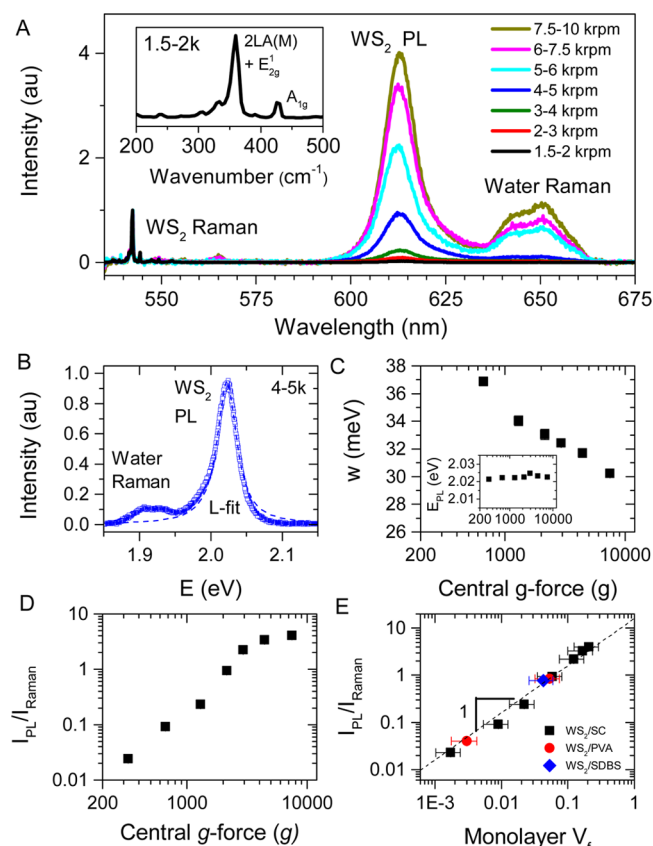 A
1.5-2k
2LA(M)
+ E¹2g
A1g
200 300 400 500
Wavenumber (cm⁻¹)
WS2 PL
7.5-10 krpm
6-7.5 krpm
5-6 krpm
4-5 krpm
3-4 krpm
2-3 krpm
1.5-2 krpm
Water Raman
WS2 Raman
Intensity (au)
4
2
0
550 575 600 625 650 675
Wavelength (nm)
B
WS2
PL
4-5k
Water
Raman
L-fit
Intensity (au)
1.0
0.8
0.6
0.4
0.2
0.0
1.9 2.0 2.1
E (eV)
C
w (meV)
38
36
34
32
30
28
26
EPL (eV)
2.03
2.02
2.01
200 1000 10000
200 1000 10000
Central g-force (g)
D
IPL/IRaman
10
1
0.1
0.01
200 1000 10000
Central g-force (g)
E
IPL/IRaman
10
1
0.1
0.01
1
WS2/SC
WS2/PVA
WS2/SDBS
1E-3 0.01 0.1 1
Monolayer Vf